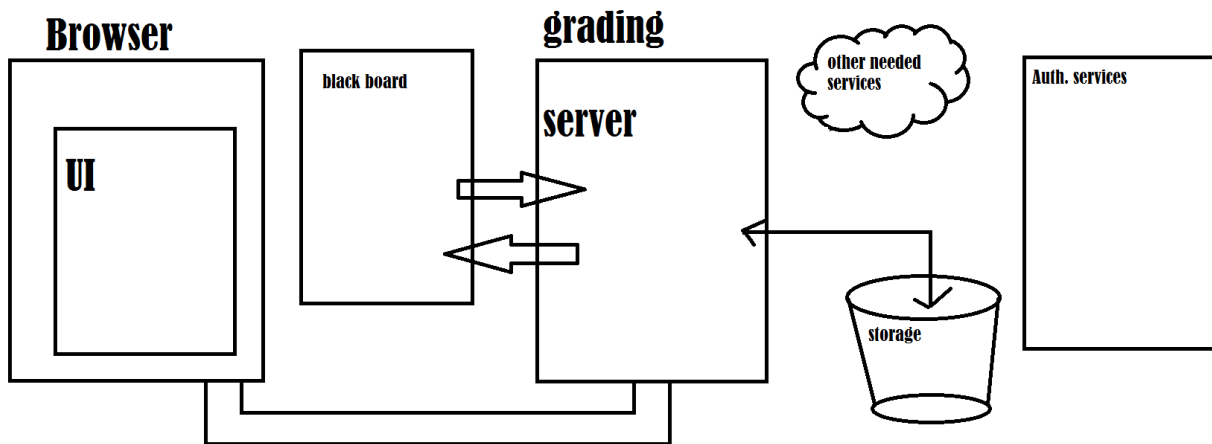 Browser
UI
black board
grading
server
other needed
services
storage
Auth. services